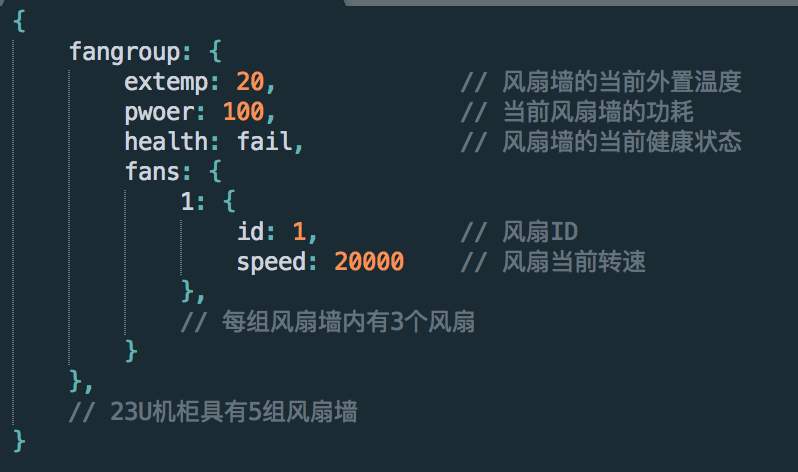 {
fangroup: {
extemp: 20, // 风扇墙的当前外置温度
pwoer: 100, // 当前风扇墙的功耗
health: fail, // 风扇墙的当前健康状态
fans: {
1: {
id: 1, // 风扇ID
speed: 20000 // 风扇当前转速
},
// 每组风扇墙内有3个风扇
}
},
// 23U机柜具有5组风扇墙
}